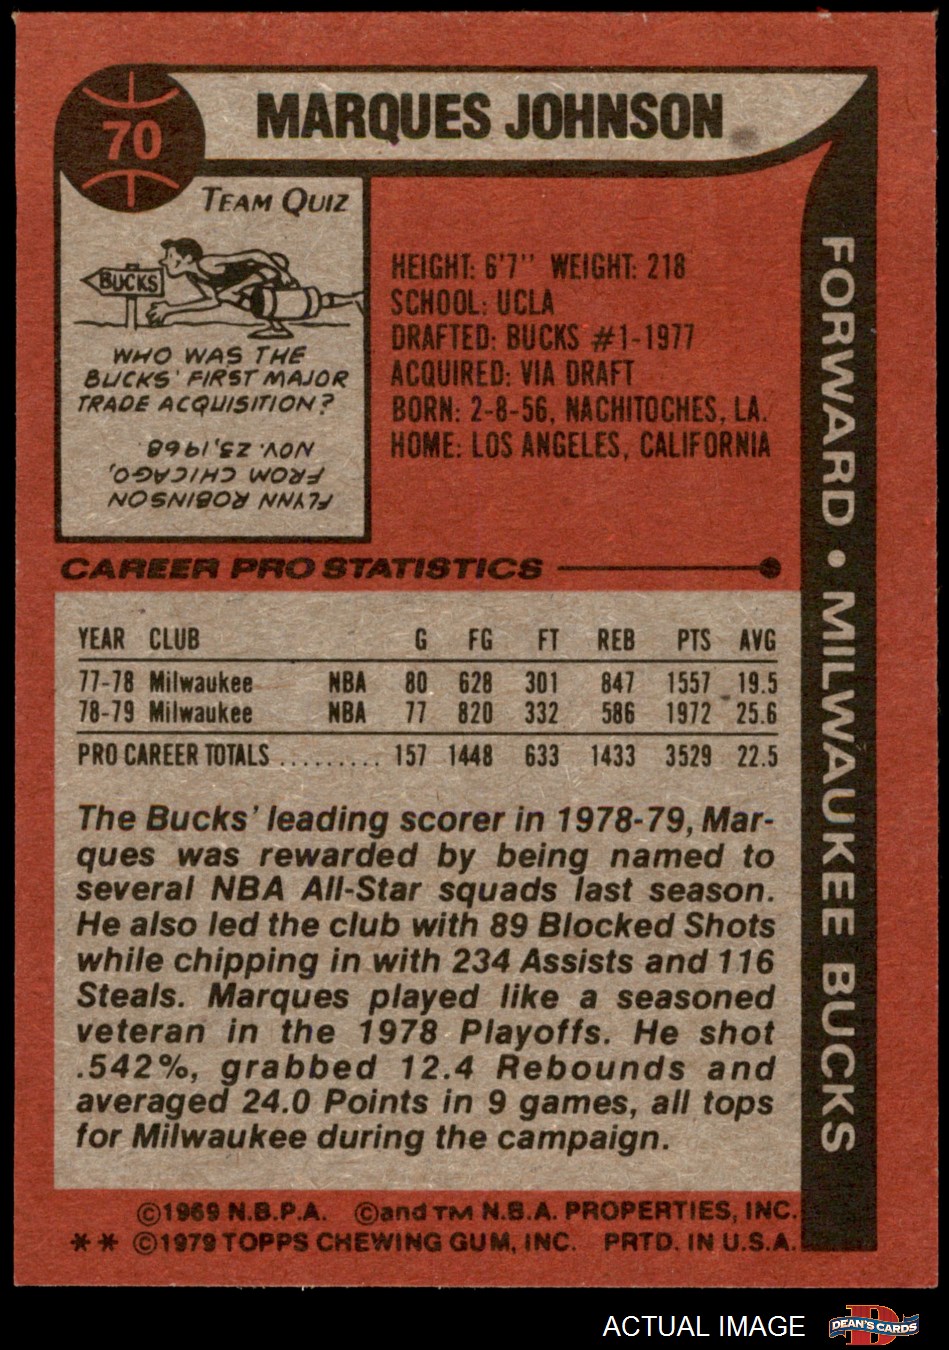 70
MARQUES JOHNSON
TEAM QUIZ
BUCKS
WHO WAS THE
BUCKS' FIRST MAJOR
TRADE ACQUISITION?
FLYNN ROBINSON
FROM CHICAGO,
NOV. 23, 1968
HEIGHT: 6'7" WEIGHT: 218
SCHOOL: UCLA
DRAFTED: BUCKS #1-1977
ACQUIRED: VIA DRAFT
BORN: 2-8-56, NACHITOCHES, LA.
HOME: LOS ANGELES, CALIFORNIA
FORWARD • MILWAUKEE BUCKS
CAREER PRO STATISTICS
YEAR CLUB G FG FT REB PTS AVG
77-78 Milwaukee NBA 80 628 301 847 1557 19.5
78-79 Milwaukee NBA 77 820 332 586 1972 25.6
PRO CAREER TOTALS ......... 157 1448 633 1433 3529 22.5
The Bucks' leading scorer in 1978-79, Mar-
ques was rewarded by being named to
several NBA All-Star squads last season.
He also led the club with 89 Blocked Shots
while chipping in with 234 Assists and 116
Steals. Marques played like a seasoned
veteran in the 1978 Playoffs. He shot
.542%, grabbed 12.4 Rebounds and
averaged 24.0 Points in 9 games, all tops
for Milwaukee during the campaign.
©1969 N.B.P.A. ©and TM N.B.A. PROPERTIES, INC.
** ©1979 TOPPS CHEWING GUM, INC. PRTD. IN U.S.A.
ACTUAL IMAGE
D
DEAN'S CARDS